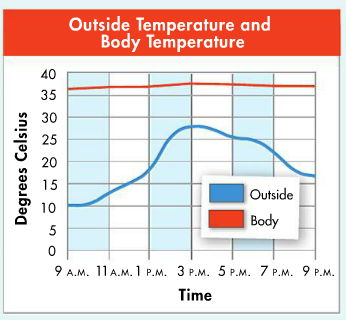 Outside Temperature and
Body Temperature
Degrees Celsius
40
35
30
25
20
15
10
5
0
Outside
Body
9 A.M. 11 A.M. 1 P.M. 3 P.M. 5 P.M. 7 P.M. 9 P.M.
Time